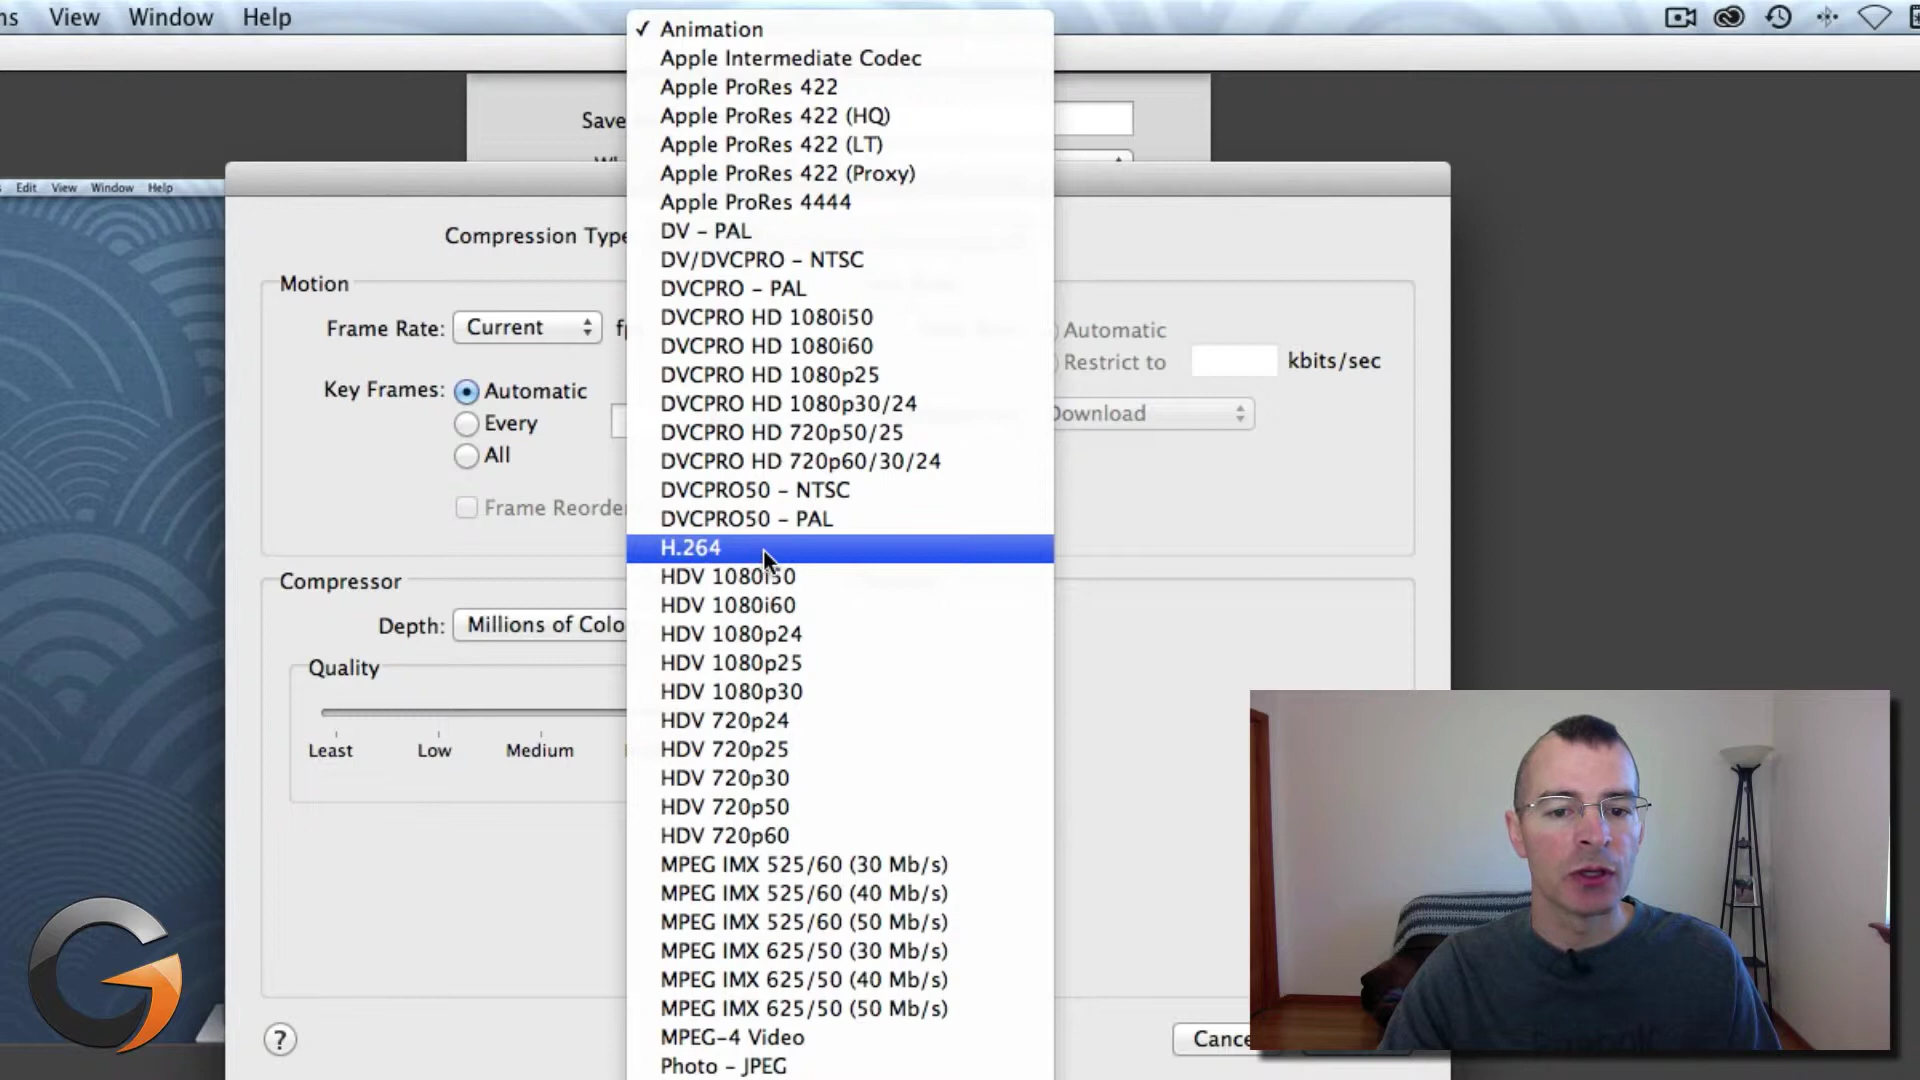 ns View Window Help
✓ Animation
Apple Intermediate Codec
Apple ProRes 422
Apple ProRes 422 (HQ)
Apple ProRes 422 (LT)
Apple ProRes 422 (Proxy)
Apple ProRes 4444
DV – PAL
DV/DVCPRO – NTSC
DVCPRO – PAL
DVCPRO HD 1080i50
DVCPRO HD 1080i60
DVCPRO HD 1080p25
DVCPRO HD 1080p30/24
DVCPRO HD 720p50/25
DVCPRO HD 720p60/30/24
DVCPRO50 – NTSC
DVCPRO50 – PAL
H.264
HDV 1080i50
HDV 1080i60
HDV 1080p24
HDV 1080p25
HDV 1080p30
HDV 720p24
HDV 720p25
HDV 720p30
HDV 720p50
HDV 720p60
MPEG IMX 525/60 (30 Mb/s)
MPEG IMX 525/60 (40 Mb/s)
MPEG IMX 525/60 (50 Mb/s)
MPEG IMX 625/50 (30 Mb/s)
MPEG IMX 625/50 (40 Mb/s)
MPEG IMX 625/50 (50 Mb/s)
MPEG-4 Video
Photo – JPEG
Save
Edit View Window Help
Compression Type
Motion
Frame Rate: Current
Key Frames: Automatic
Every
All
Frame Reorder
Automatic
Restrict to kbits/sec
Download
Compressor
Depth: Millions of Colo
Quality
Least Low Medium
?
Cance